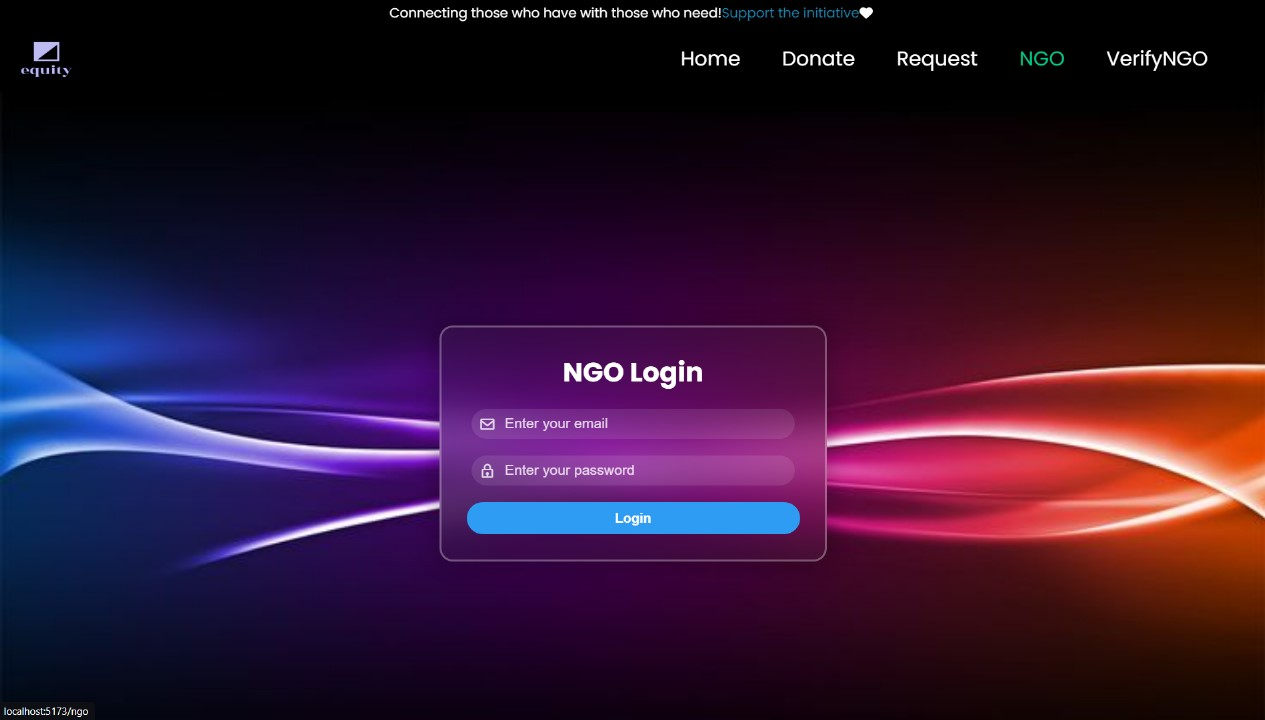 Connecting those who have with those who need!Support the initiative
equity
Home Donate Request NGO VerifyNGO
NGO Login
Enter your email
Enter your password
Login
localhost:5173/ngo